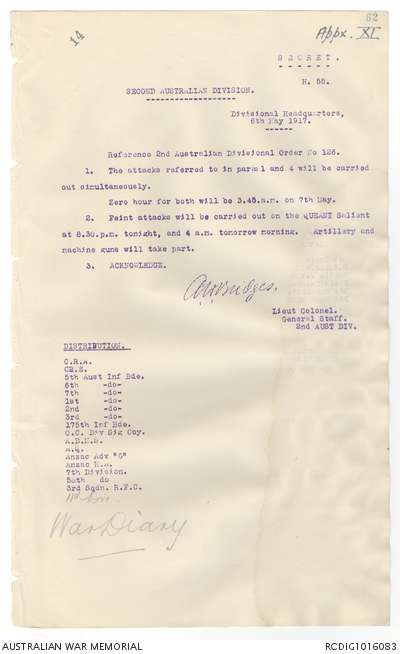 62
14
Appx. XI
SECRET.
H. 55.
SECOND AUSTRALIAN DIVISION.
Divisional Headquarters,
6th May 1917.
Reference 2nd Australian Divisional Order No 126.
1. The attacks referred to in para1 and 4 will be carried
out simultaneously.
Zero hour for both will be 3.45.a.m. on 7th May.
2. Feint attacks will be carried out on the QUEANT Salient
at 8.30.p.m. tonight, and 4 a.m. tomorrow morning. Artillery and
machine guns will take part.
3. ACKNOWLEDGE.
Bridges.
Lieut Colonel.
General Staff.
2nd AUST DIV.
DISTRIBUTION.
C.R.A.
CR.E.
5th Aust Inf Bde.
6th -do-
7th -do-
1st -do-
2nd -do-
3rd -do-
175th Inf Bde.
O.C. Div Sig Coy.
A.D.M.S.
A.Q.
Anzac Adv "G"
Anzac H.A.
7th Division.
58th do
3rd Sqdn. R.F.C.
War Diary
AUSTRALIAN WAR MEMORIAL
RCDIG1016083